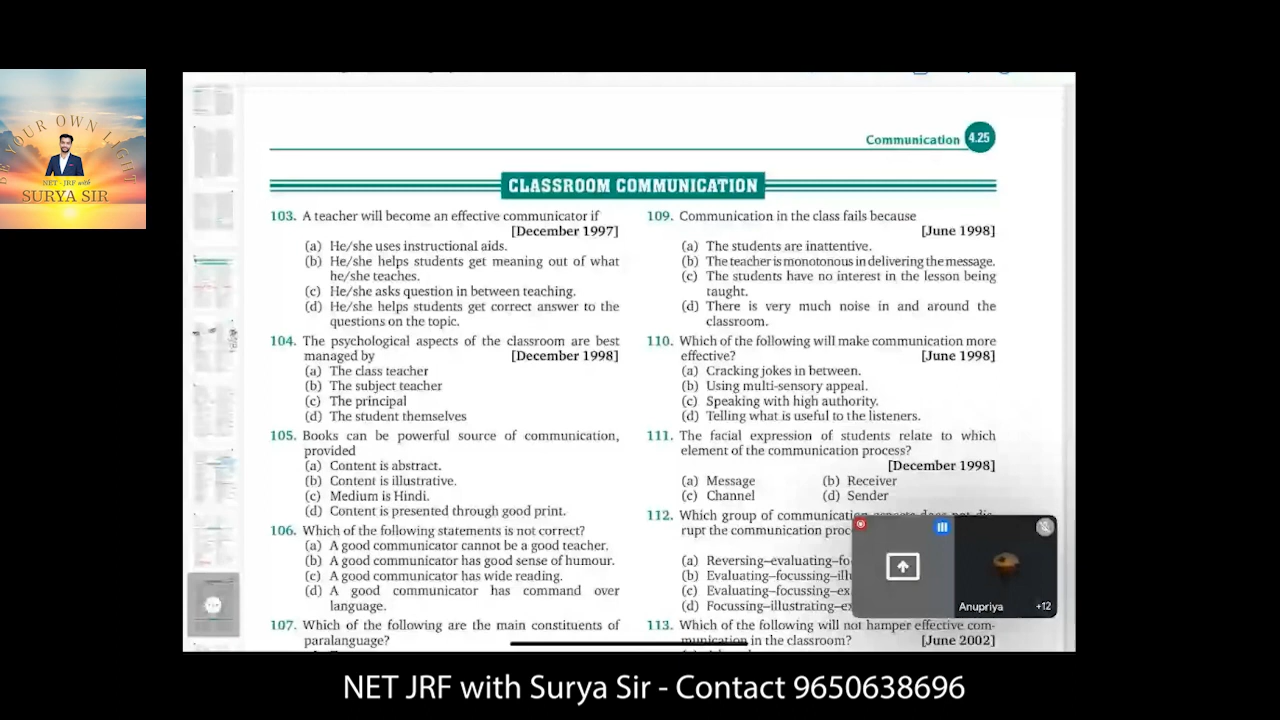 BE YOUR OWN LIGHT
NET - JRF with
SURYA SIR
Communication 4.25
CLASSROOM COMMUNICATION
103. A teacher will become an effective communicator if
[December 1997]
(a) He/she uses instructional aids.
(b) He/she helps students get meaning out of what
he/she teaches.
(c) He/she asks question in between teaching.
(d) He/she helps students get correct answer to the
questions on the topic.
104. The psychological aspects of the classroom are best
managed by [December 1998]
(a) The class teacher
(b) The subject teacher
(c) The principal
(d) The student themselves
105. Books can be powerful source of communication,
provided
(a) Content is abstract.
(b) Content is illustrative.
(c) Medium is Hindi.
(d) Content is presented through good print.
106. Which of the following statements is not correct?
(a) A good communicator cannot be a good teacher.
(b) A good communicator has good sense of humour.
(c) A good communicator has wide reading.
(d) A good communicator has command over
language.
107. Which of the following are the main constituents of
paralanguage?
109. Communication in the class fails because
[June 1998]
(a) The students are inattentive.
(b) The teacher is monotonous in delivering the message.
(c) The students have no interest in the lesson being
taught.
(d) There is very much noise in and around the
classroom.
110. Which of the following will make communication more
effective? [June 1998]
(a) Cracking jokes in between.
(b) Using multi-sensory appeal.
(c) Speaking with high authority.
(d) Telling what is useful to the listeners.
111. The facial expression of students relate to which
element of the communication process?
[December 1998]
(a) Message (b) Receiver
(c) Channel (d) Sender
112. Which group of communication aspects does not dis-
rupt the communication
(a) Reversing–evaluating–
(b) Evaluating–focussing–
(c) Evaluating–focussing–
(d) Focussing–illustrating–
113. Which of the following will not hamper effective com-
munication in the classroom? [June 2002]
Anupriya +12
NET JRF with Surya Sir - Contact 9650638696